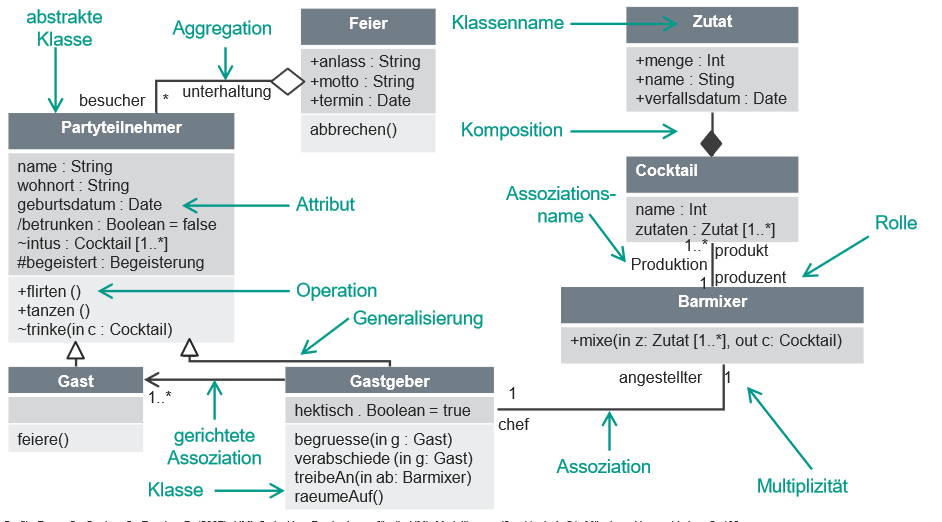 abstrakte
Klasse
Aggregation
Feier
+anlass : String
+motto : String
+termin : Date
abbrechen()
besucher
*
unterhaltung
Klassenname
Zutat
+menge : Int
+name : Sting
+verfallsdatum : Date
Komposition
Cocktail
name : Int
zutaten : Zutat [1..*]
Assoziations-
name
Rolle
1..*
produkt
Produktion
produzent
1
Barmixer
+mixe(in z: Zutat [1..*], out c: Cocktail)
Partyteilnehmer
name : String
wohnort : String
geburtsdatum : Date
/betrunken : Boolean = false
~intus : Cocktail [1..*]
#begeistert : Begeisterung
+flirten ()
+tanzen ()
~trinke(in c : Cocktail)
Attribut
Operation
Generalisierung
Gast
feiere()
1..*
gerichtete
Assoziation
Klasse
Gastgeber
hektisch . Boolean = true
begruesse(in g : Gast)
verabschiede (in g: Gast)
treibeAn(in ab: Barmixer)
raeumeAuf()
1
chef
angestellter
1
Assoziation
Multiplizität